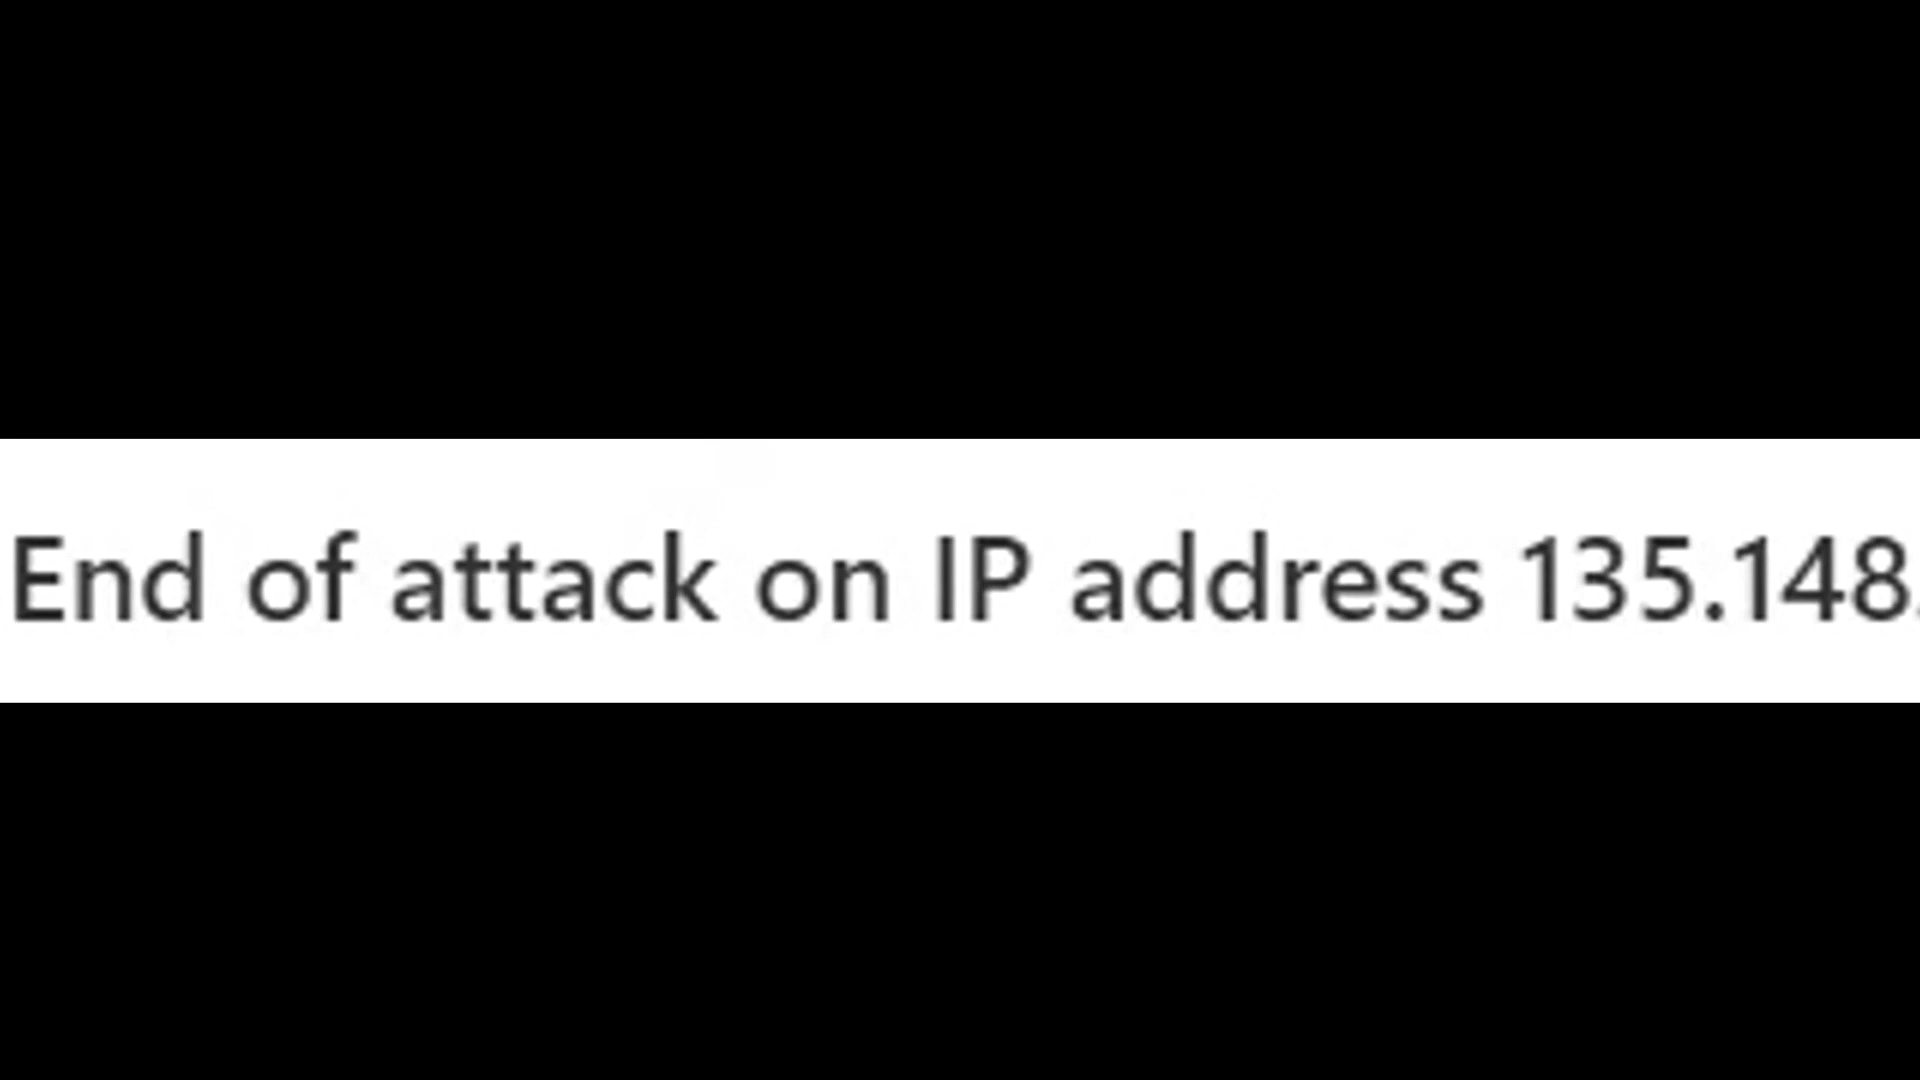 End of attack on IP address 135.148.